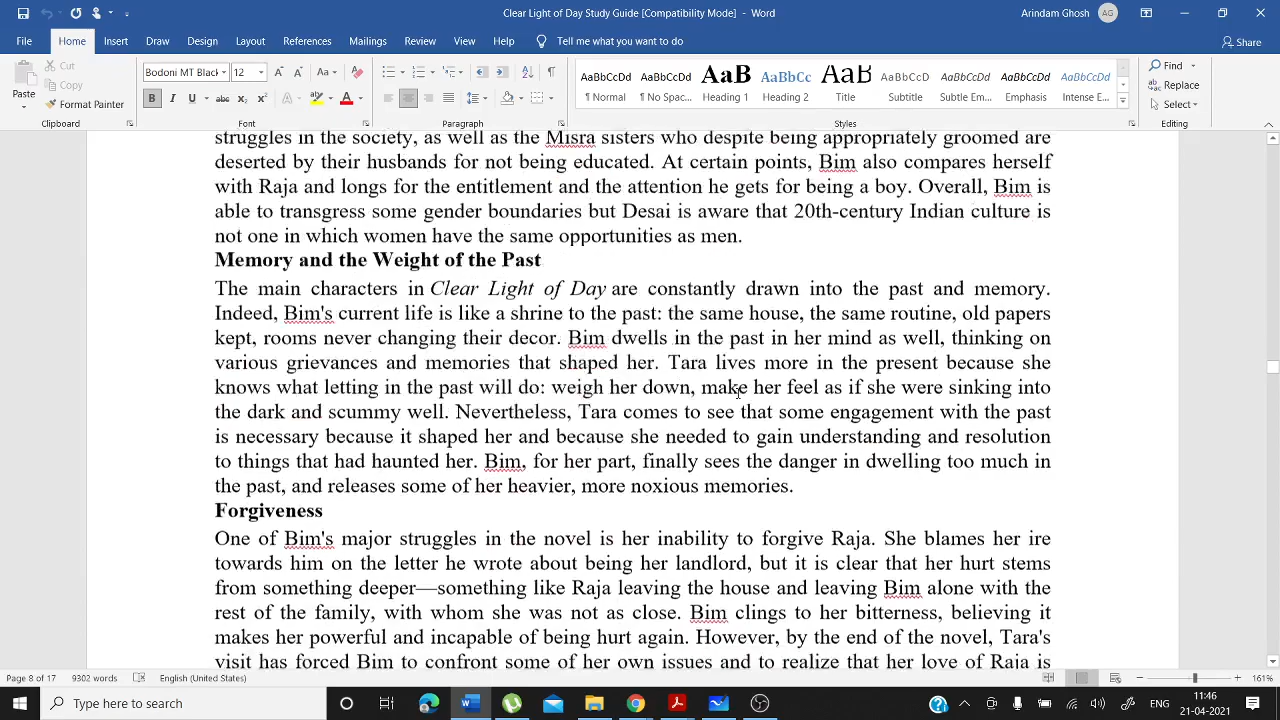 Clear Light of Day Study Guide [Compatibility Mode] - Word
Arindam Ghosh AG
File Home Insert Draw Design Layout References Mailings Review View Help Tell me what you want to do Share
Cut
Copy
Format Painter
Paste
Clipboard
Bodoni MT Blacl 12
Font
Paragraph
AaBbCcDd AaBbCcDd AaB AaBbCc AaB AaBbCcD AaBbCcDd AaBbCcDd AaBbCcDd
¶ Normal ¶ No Spac... Heading 1 Heading 2 Title Subtitle Subtle Em... Emphasis Intense E...
Styles
Find
Replace
Select
Editing
struggles in the society, as well as the Misra sisters who despite being appropriately groomed are
deserted by their husbands for not being educated. At certain points, Bim also compares herself
with Raja and longs for the entitlement and the attention he gets for being a boy. Overall, Bim is
able to transgress some gender boundaries but Desai is aware that 20th-century Indian culture is
not one in which women have the same opportunities as men.
Memory and the Weight of the Past
The main characters in Clear Light of Day are constantly drawn into the past and memory.
Indeed, Bim's current life is like a shrine to the past: the same house, the same routine, old papers
kept, rooms never changing their decor. Bim dwells in the past in her mind as well, thinking on
various grievances and memories that shaped her. Tara lives more in the present because she
knows what letting in the past will do: weigh her down, make her feel as if she were sinking into
the dark and scummy well. Nevertheless, Tara comes to see that some engagement with the past
is necessary because it shaped her and because she needed to gain understanding and resolution
to things that had haunted her. Bim, for her part, finally sees the danger in dwelling too much in
the past, and releases some of her heavier, more noxious memories.
Forgiveness
One of Bim's major struggles in the novel is her inability to forgive Raja. She blames her ire
towards him on the letter he wrote about being her landlord, but it is clear that her hurt stems
from something deeper—something like Raja leaving the house and leaving Bim alone with the
rest of the family, with whom she was not as close. Bim clings to her bitterness, believing it
makes her powerful and incapable of being hurt again. However, by the end of the novel, Tara's
visit has forced Bim to confront some of her own issues and to realize that her love of Raja is
Page 8 of 17 9302 words English (United States) 161%
Type here to search
ENG
11:46
21-04-2021